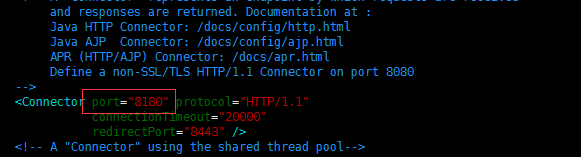 and responses are returned. Documentation at :
Java HTTP Connector: /docs/config/http.html
Java AJP  Connector: /docs/config/ajp.html
APR (HTTP/AJP) Connector: /docs/apr.html
Define a non-SSL/TLS HTTP/1.1 Connector on port 8080
-->
<Connector port="8180" protocol="HTTP/1.1"
connectionTimeout="20000"
redirectPort="8443" />
<!-- A "Connector" using the shared thread pool-->